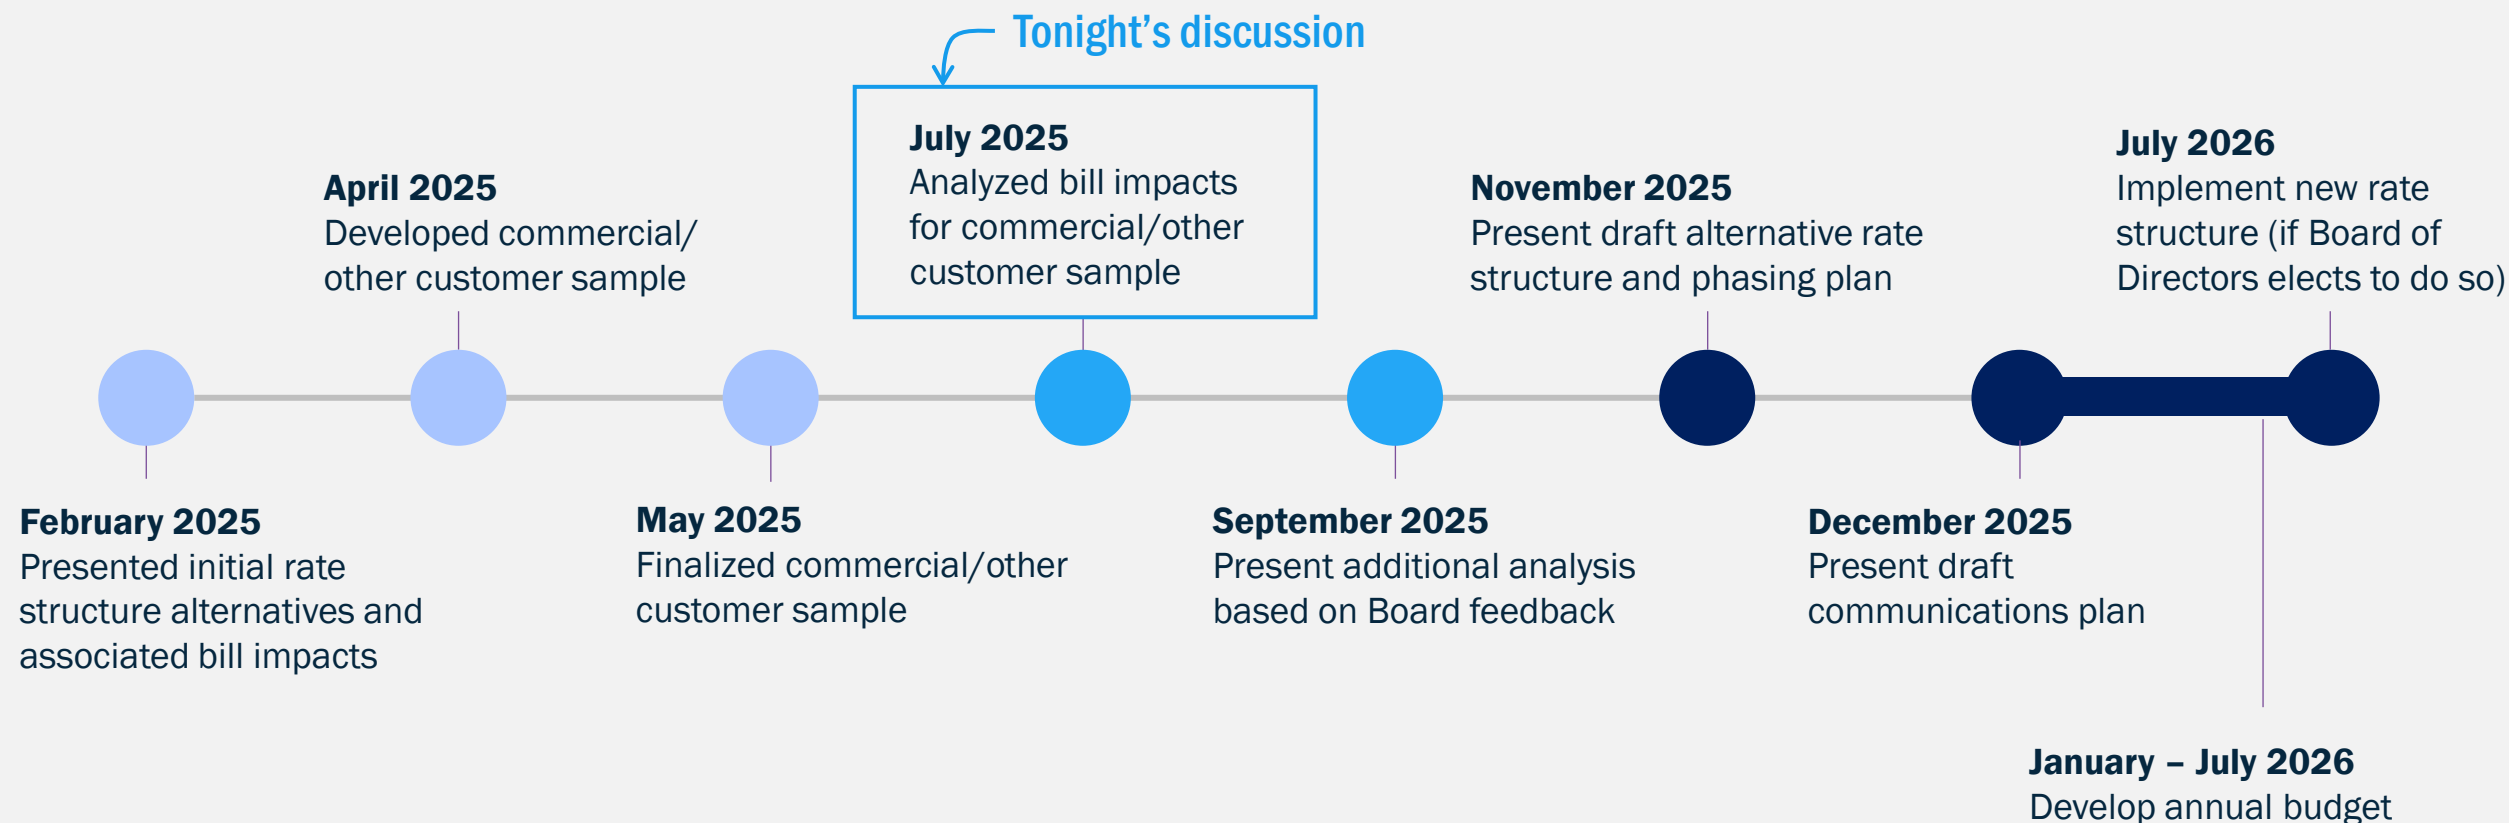 Tonight’s discussion
February 2025
Presented initial rate
structure alternatives and
associated bill impacts
April 2025
Developed commercial/
other customer sample
May 2025
Finalized commercial/other
customer sample
July 2025
Analyzed bill impacts
for commercial/other
customer sample
September 2025
Present additional analysis
based on Board feedback
November 2025
Present draft alternative rate
structure and phasing plan
December 2025
Present draft
communications plan
January – July 2026
Develop annual budget
July 2026
Implement new rate
structure (if Board of
Directors elects to do so)